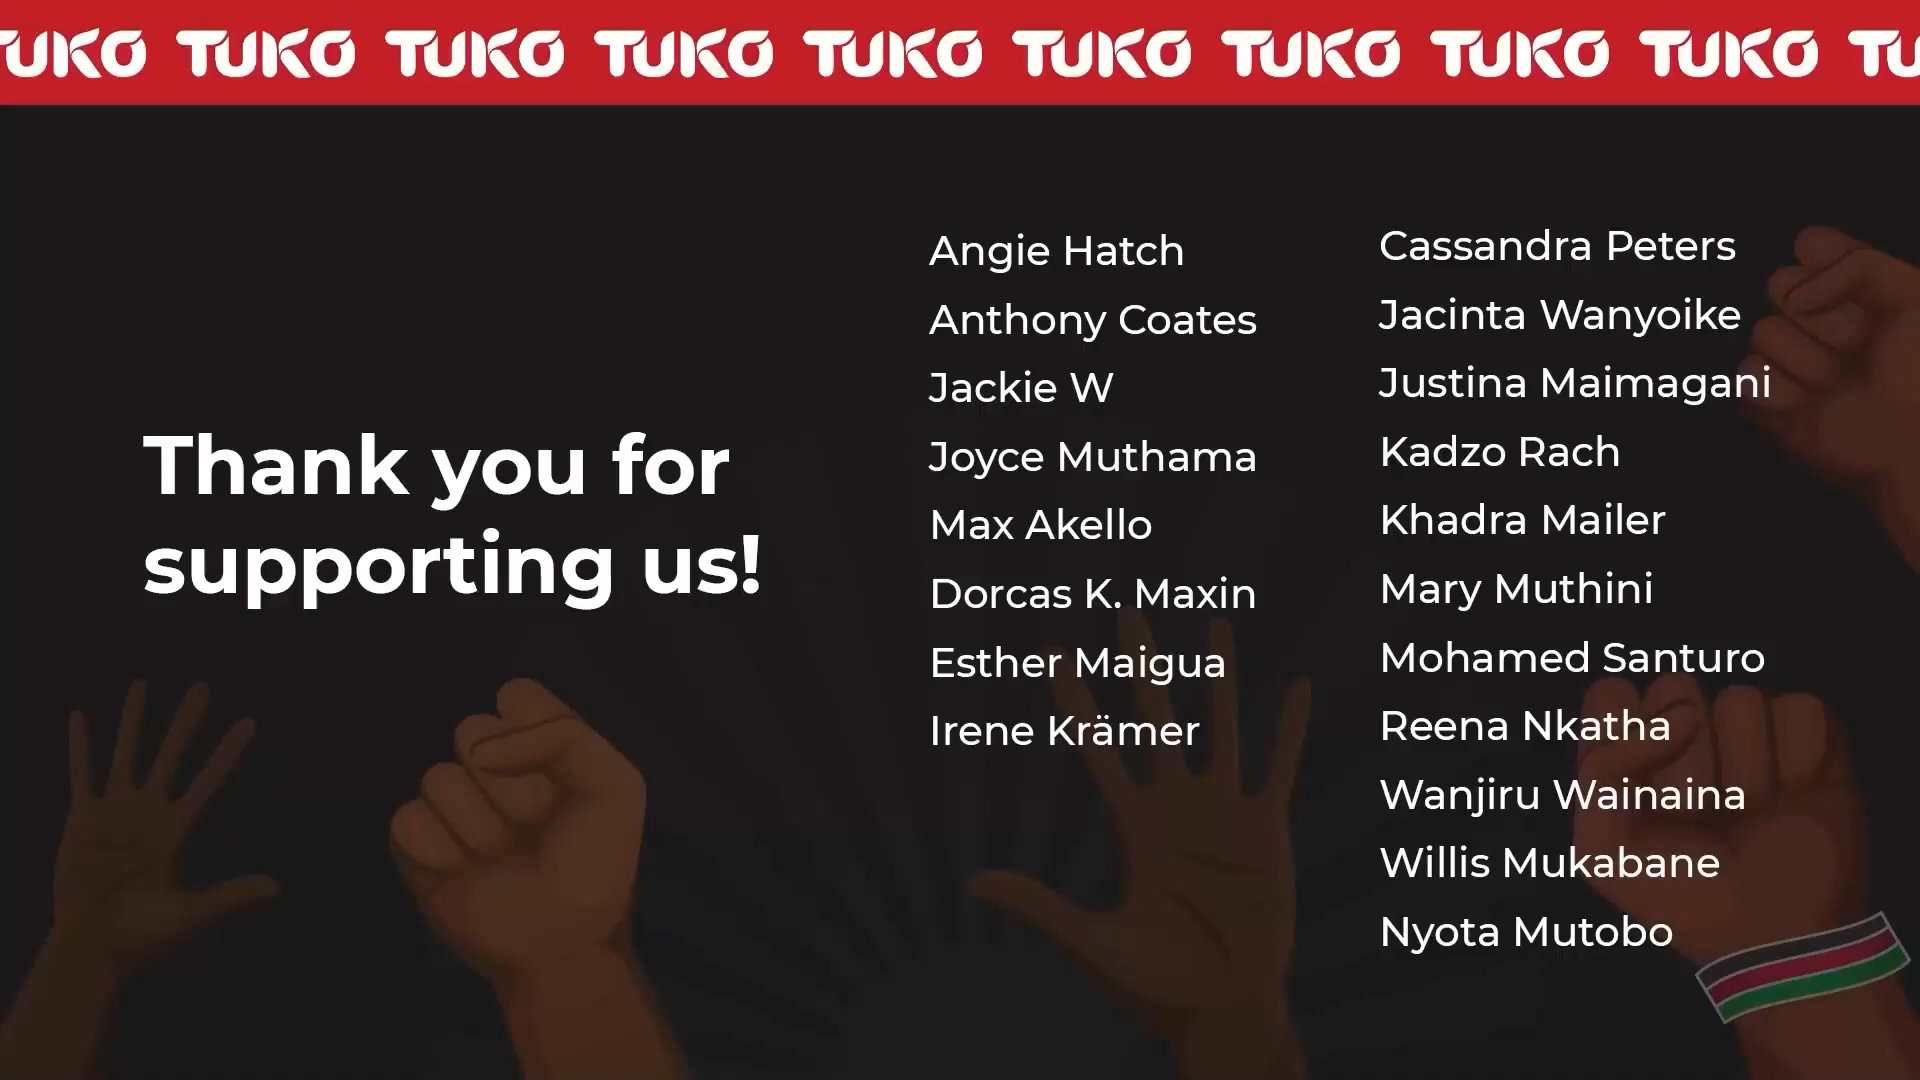 TUKO TUKO TUKO TUKO TUKO TUKO TUKO TUKO TUKO TU
Thank you for
supporting us!
Angie Hatch
Anthony Coates
Jackie W
Joyce Muthama
Max Akello
Dorcas K. Maxin
Esther Maigua
Irene Krämer
Cassandra Peters
Jacinta Wanyoike
Justina Maimagani
Kadzo Rach
Khadra Mailer
Mary Muthini
Mohamed Santuro
Reena Nkatha
Wanjiru Wainaina
Willis Mukabane
Nyota Mutobo